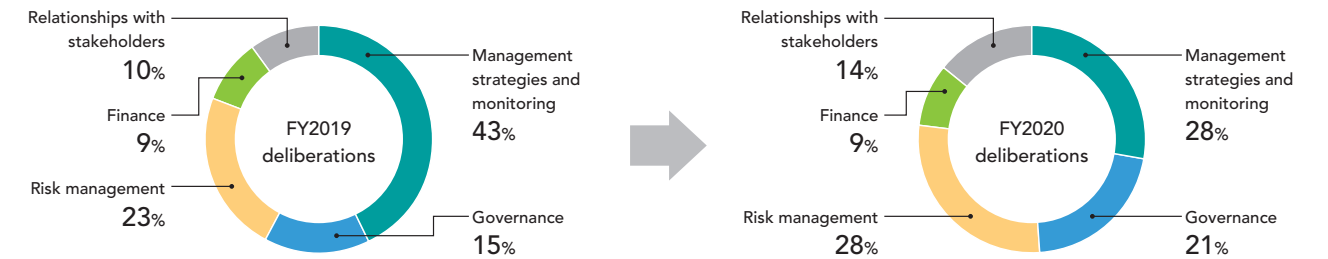 Relationships with
stakeholders
10%
Finance
9%
Risk management
23%
FY2019
deliberations
Management
strategies and
monitoring
43%
Governance
15%
Relationships with
stakeholders
14%
Finance
9%
Risk management
28%
FY2020
deliberations
Management
strategies and
monitoring
28%
Governance
21%